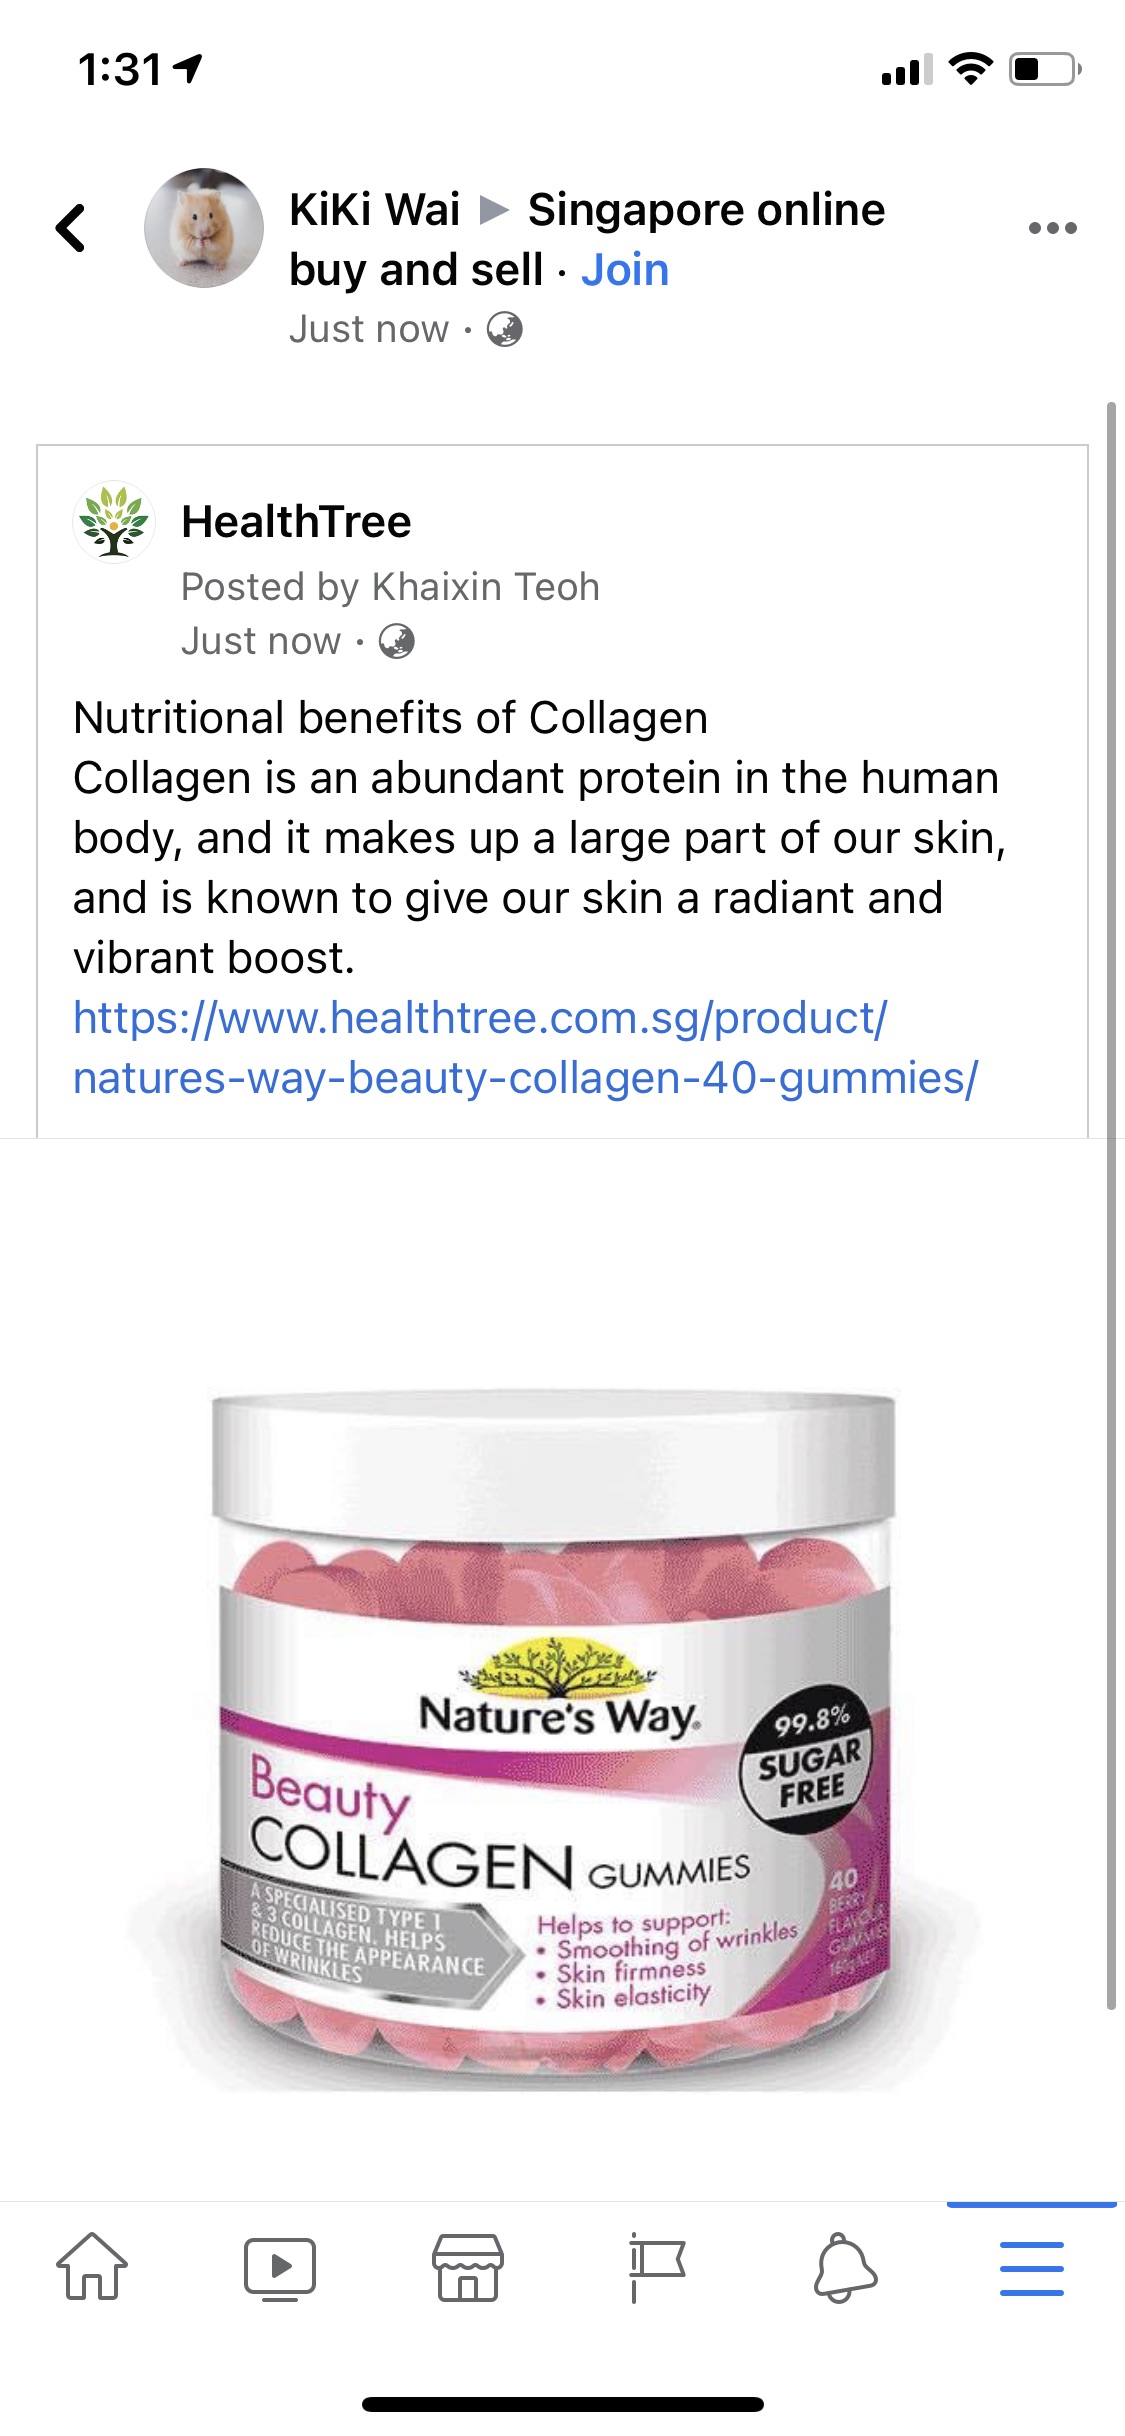 1:31
KiKi Wai ▶ Singapore online
buy and sell · Join
Just now ·
HealthTree
Posted by Khaixin Teoh
Just now ·
Nutritional benefits of Collagen
Collagen is an abundant protein in the human
body, and it makes up a large part of our skin,
and is known to give our skin a radiant and
vibrant boost.
https://www.healthtree.com.sg/product/
natures-way-beauty-collagen-40-gummies/
Nature's Way
99.8%
SUGAR
FREE
Beauty
COLLAGEN GUMMIES
A SPECIALISED TYPE 1
& 3 COLLAGEN. HELPS
REDUCE THE APPEARANCE
OF WRINKLES
Helps to support:
• Smoothing of wrinkles
• Skin firmness
• Skin elasticity
40
BERRY
FLAVOUR
GUMMIES